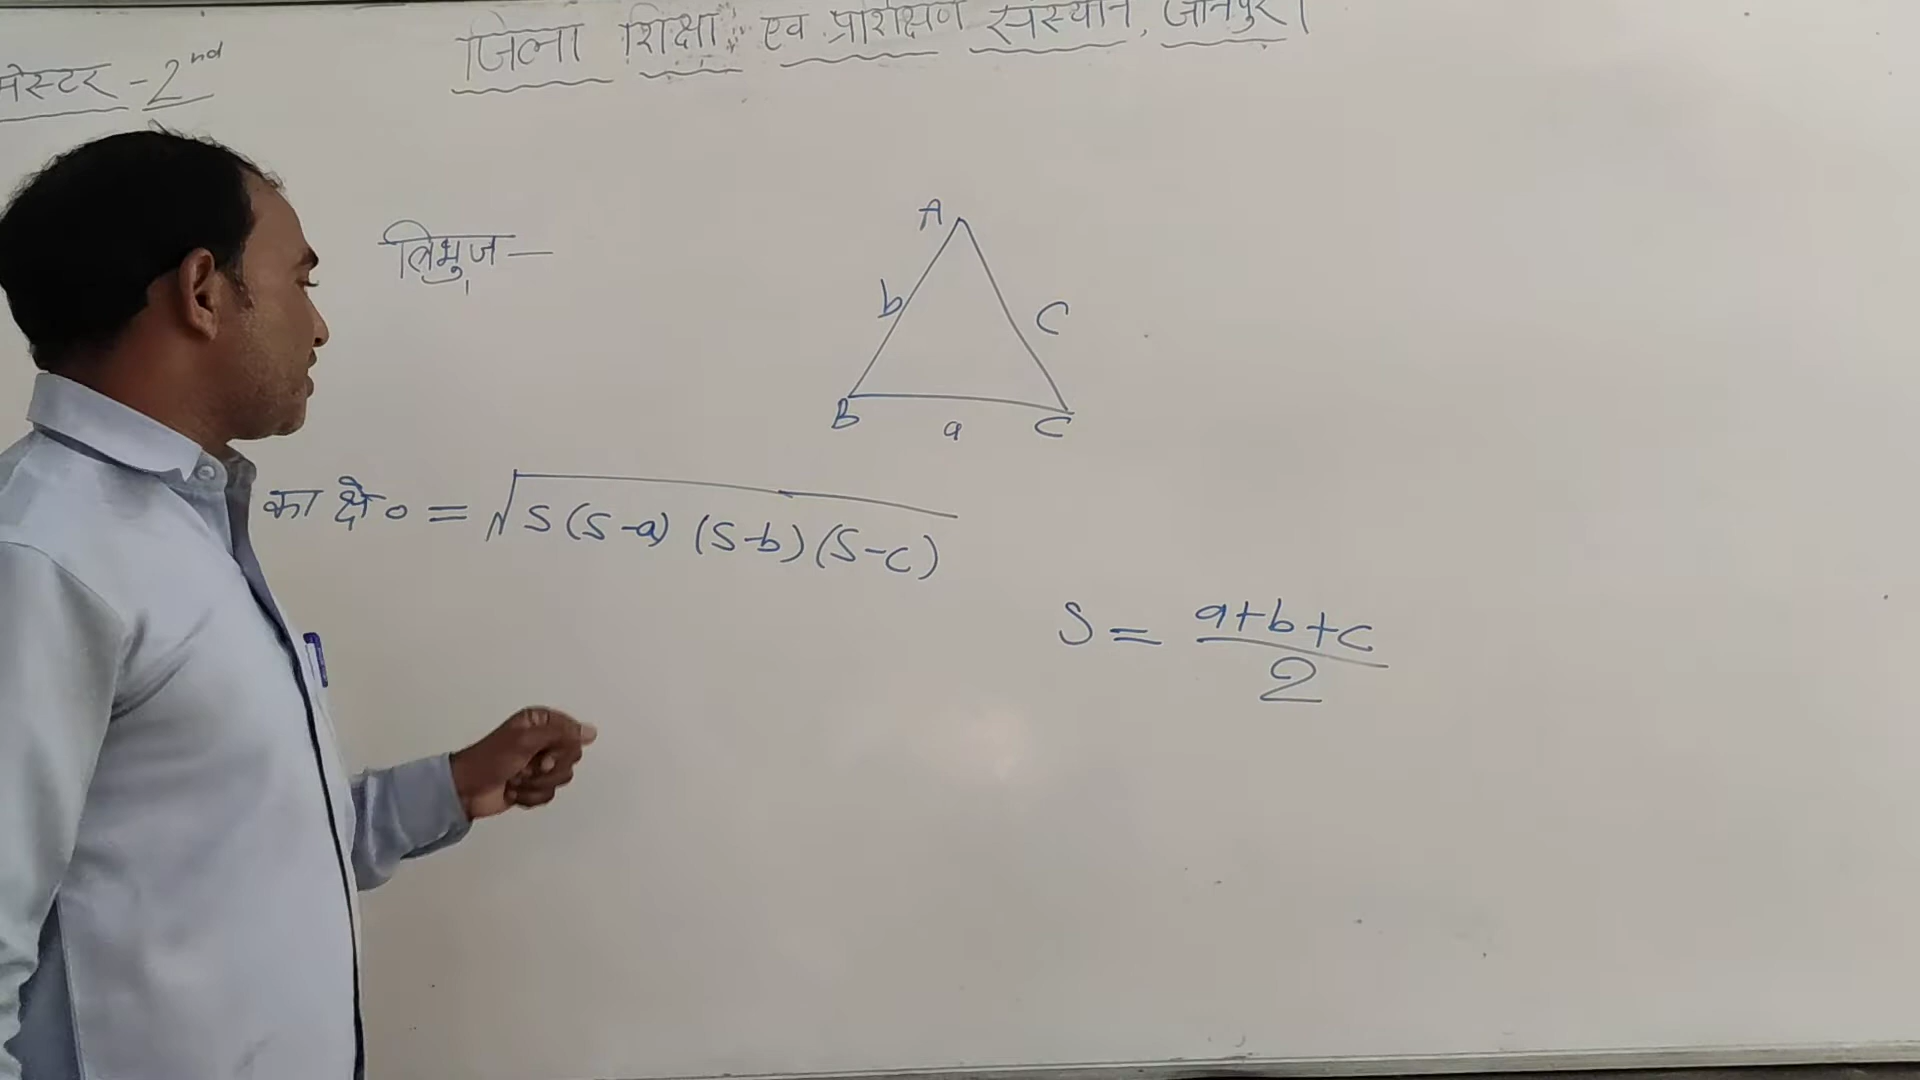 जिला शिक्षा एवं प्रशिक्षण संस्थान, जौनपुर।
मेस्टर - 2nd
त्रिभुज —
A
b
C
B
a
C
का क्षे० = √S(S-a) (S-b) (S-c)
S = a+b+c
2